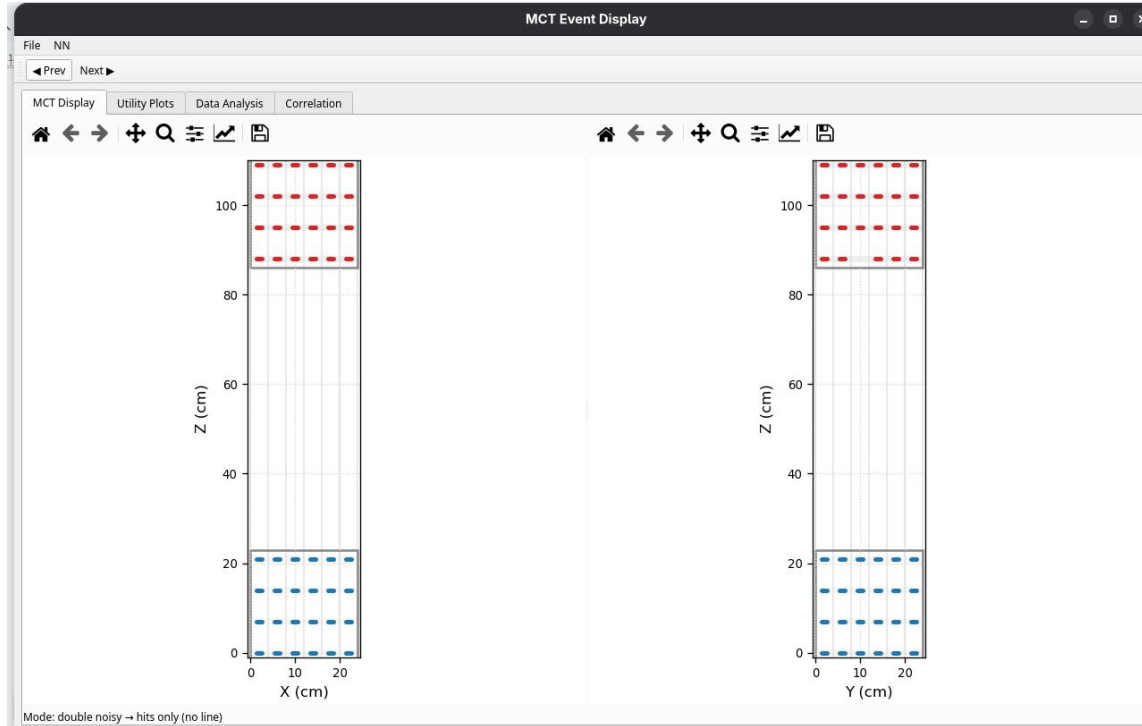 MCT Event Display
File NN
◀ Prev Next ▶
MCT Display Utility Plots Data Analysis Correlation
100
80
60
40
20
0
Z (cm)
0 10 20
X (cm)
100
80
60
40
20
0
Z (cm)
0 10 20
Y (cm)
Mode: double noisy → hits only (no line)